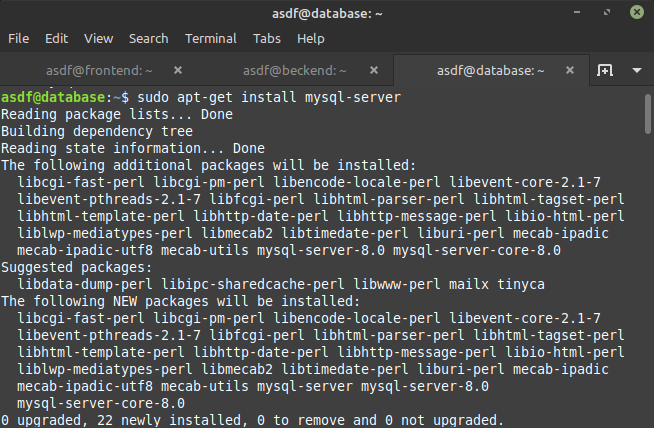 asdf@database: ~
File Edit View Search Terminal Tabs Help
asdf@frontend: ~ asdf@beckend: ~ asdf@database: ~
asdf@database:~$ sudo apt-get install mysql-server
Reading package lists... Done
Building dependency tree
Reading state information... Done
The following additional packages will be installed:
libcgi-fast-perl libcgi-pm-perl libencode-locale-perl libevent-core-2.1-7
libevent-pthreads-2.1-7 libfcgi-perl libhtml-parser-perl libhtml-tagset-perl
libhtml-template-perl libhttp-date-perl libhttp-message-perl libio-html-perl
liblwp-mediatypes-perl libmecab2 libtimedate-perl liburi-perl mecab-ipadic
mecab-ipadic-utf8 mecab-utils mysql-server-8.0 mysql-server-core-8.0
Suggested packages:
libdata-dump-perl libipc-sharedcache-perl libwww-perl mailx tinyca
The following NEW packages will be installed:
libcgi-fast-perl libcgi-pm-perl libencode-locale-perl libevent-core-2.1-7
libevent-pthreads-2.1-7 libfcgi-perl libhtml-parser-perl libhtml-tagset-perl
libhtml-template-perl libhttp-date-perl libhttp-message-perl libio-html-perl
liblwp-mediatypes-perl libmecab2 libtimedate-perl liburi-perl mecab-ipadic
mecab-ipadic-utf8 mecab-utils mysql-server mysql-server-8.0
mysql-server-core-8.0
0 upgraded, 22 newly installed, 0 to remove and 0 not upgraded.